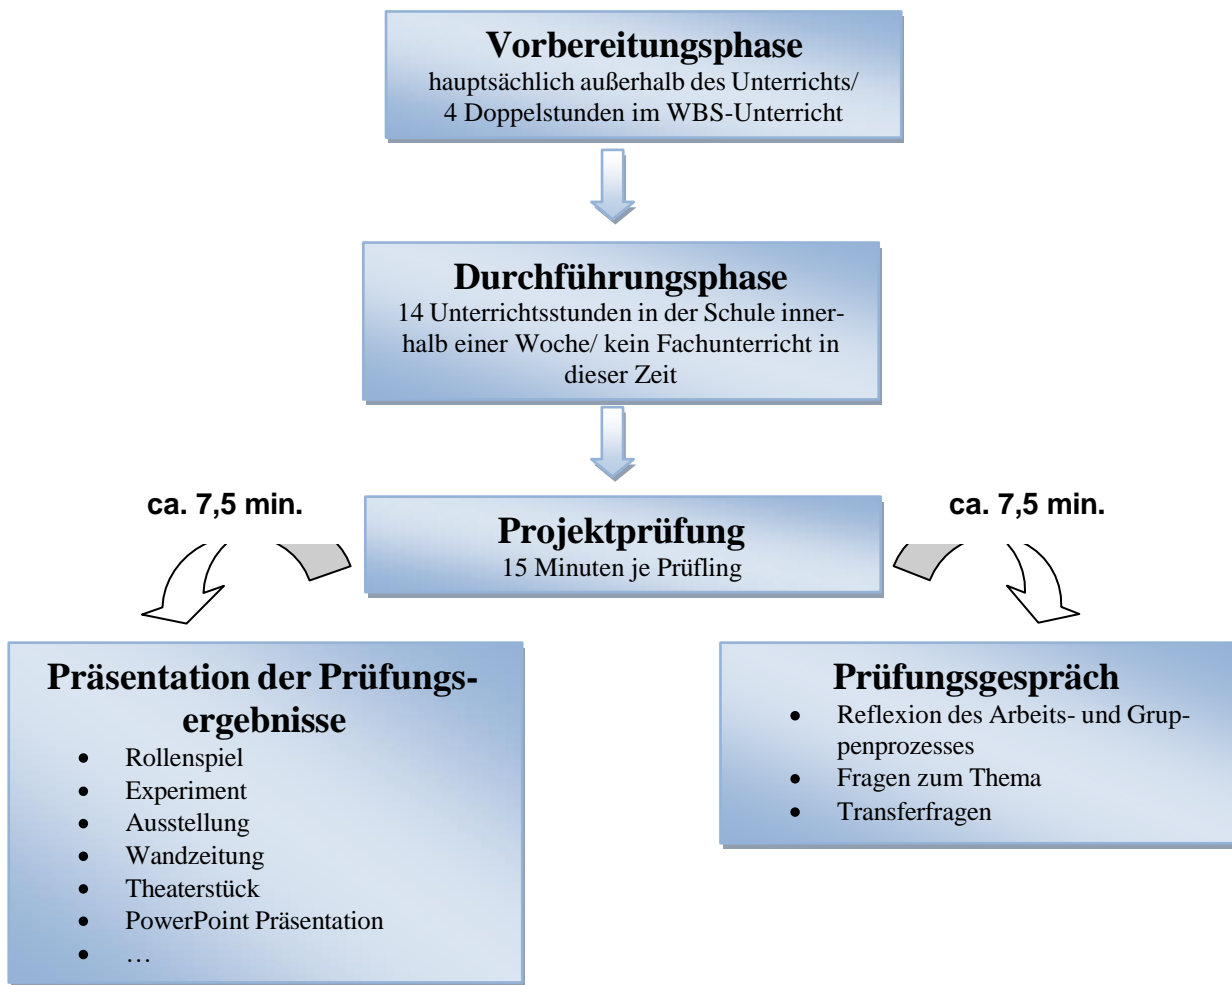 Vorbereitungsphase
hauptsächlich außerhalb des Unterrichts/
4 Doppelstunden im WBS-Unterricht
Durchführungsphase
14 Unterrichtsstunden in der Schule inner-
halb einer Woche/ kein Fachunterricht in
dieser Zeit
ca. 7,5 min.
Projektprüfung
15 Minuten je Prüfling
ca. 7,5 min.
Präsentation der Prüfungs-
ergebnisse
• Rollenspiel
• Experiment
• Ausstellung
• Wandzeitung
• Theaterstück
• PowerPoint Präsentation
• …
Prüfungsgespräch
• Reflexion des Arbeits- und Grup-
penprozesses
• Fragen zum Thema
• Transferfragen